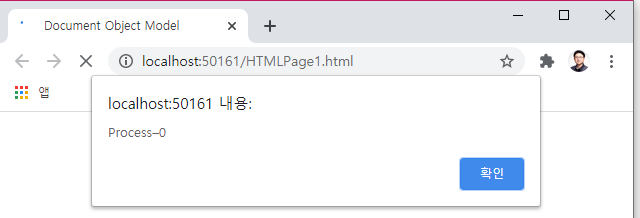 Document Object Model
localhost:50161/HTMLPage1.html
앱
localhost:50161 내용:
Process–0
확인